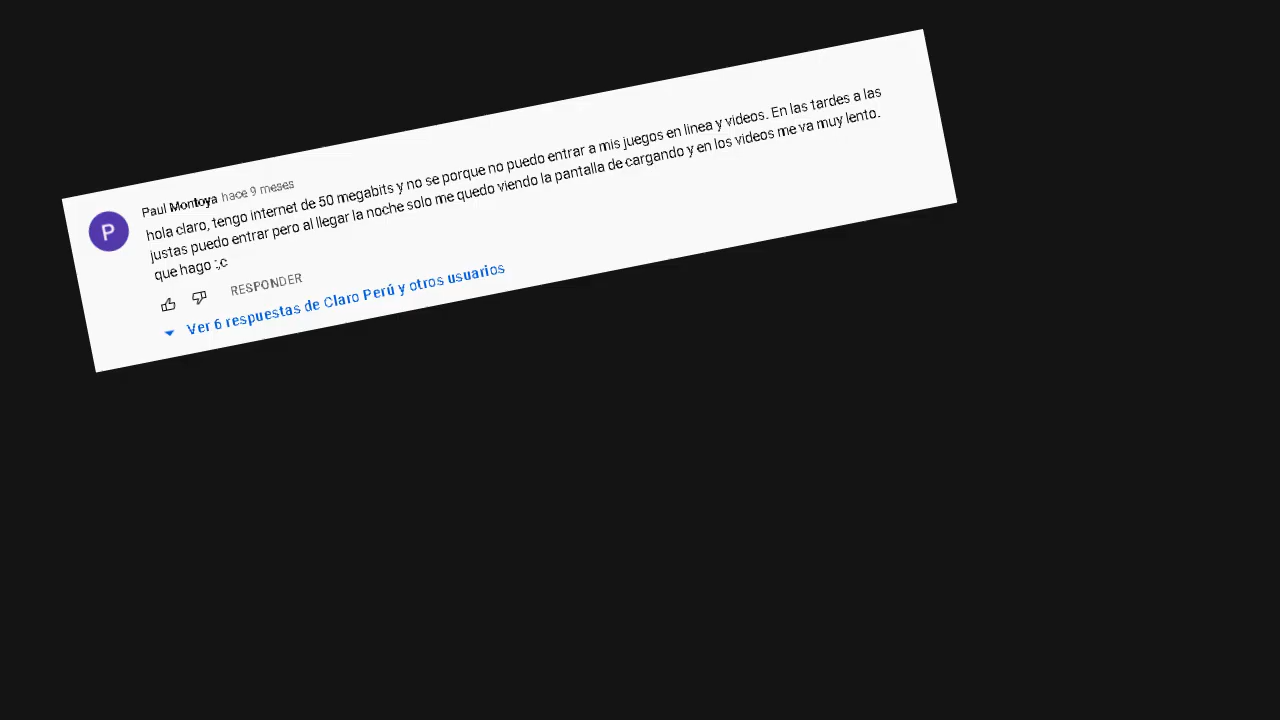 Paul Montoya hace 9 meses
hola claro, tengo internet de 50 megabits y no se porque no puedo entrar a mis juegos en linea y videos. En las tardes a las
justas puedo entrar pero al llegar la noche solo me quedo viendo la pantalla de cargando y en los videos me va muy lento.
que hago :,c
RESPONDER
Ver 6 respuestas de Claro Perú y otros usuarios
P